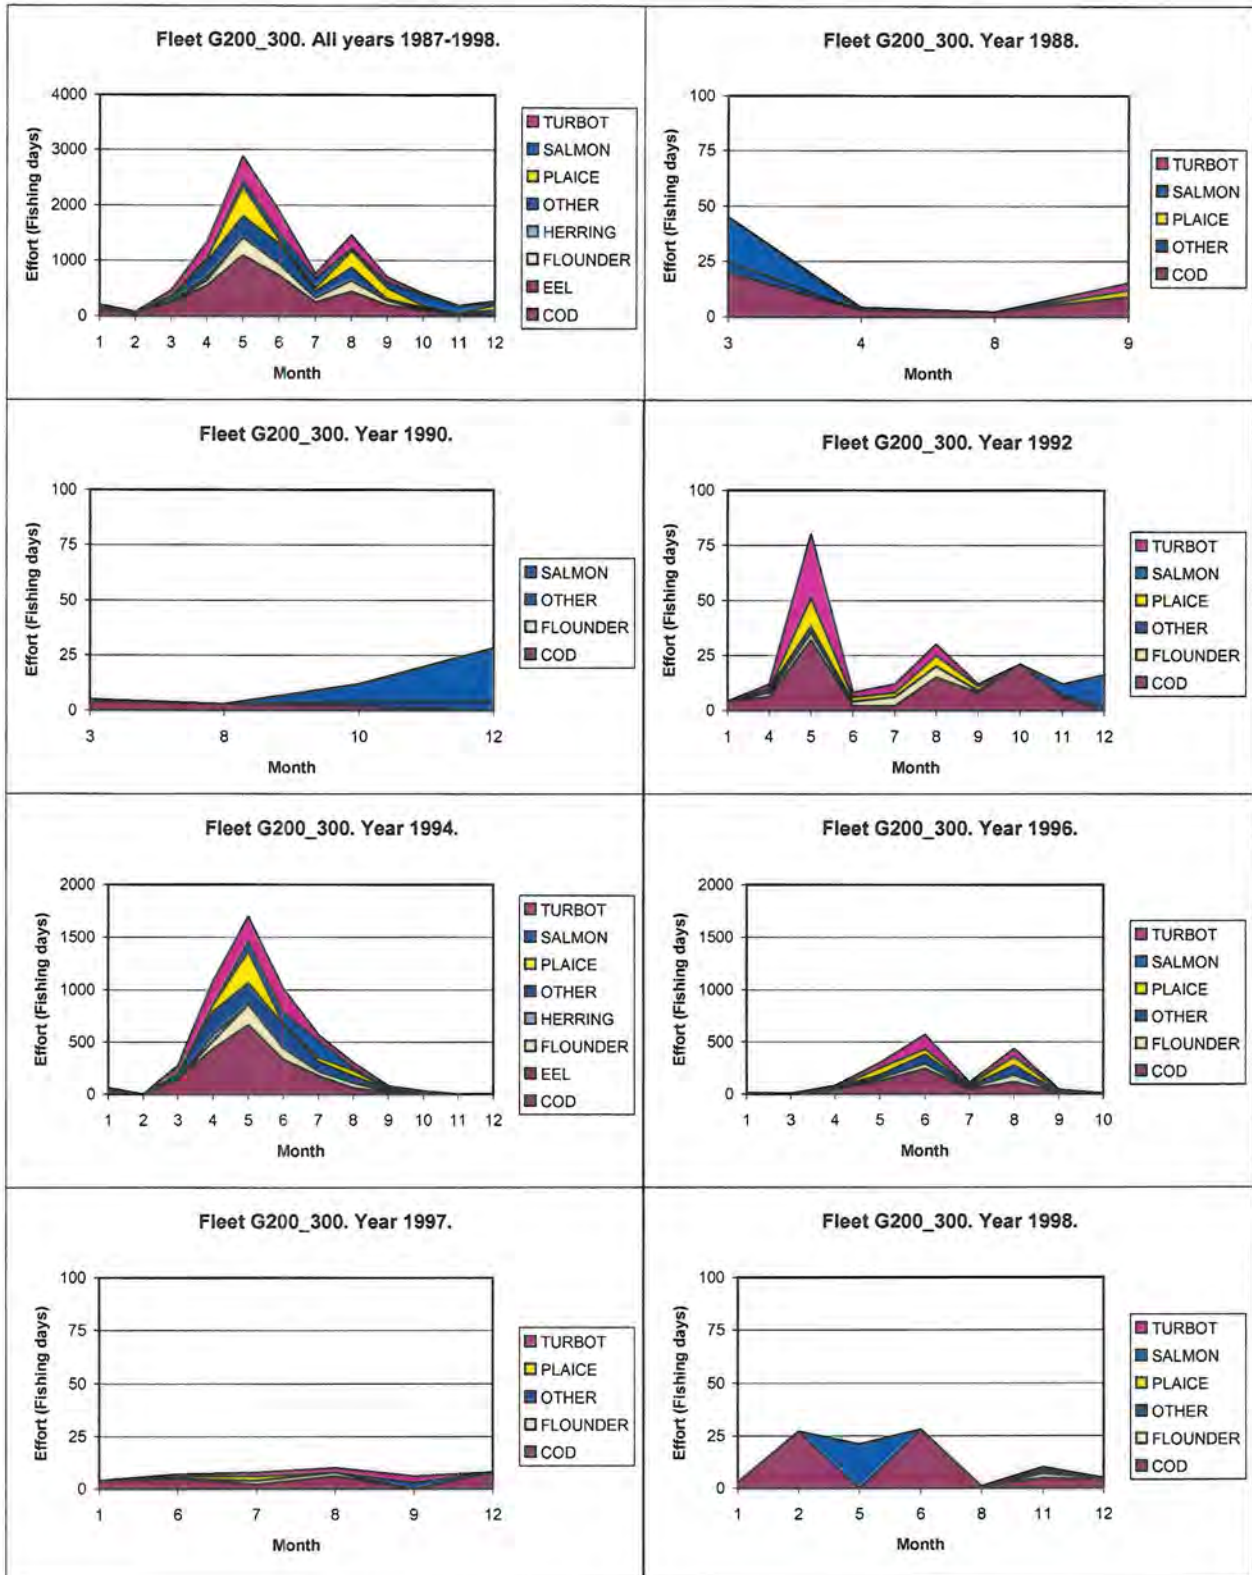 Fleet G200_300. All years 1987-1998.
Effort (Fishing days)
4000
3000
2000
1000
0
1 2 3 4 5 6 7 8 9 10 11 12
Month
TURBOT
SALMON
PLAICE
OTHER
HERRING
FLOUNDER
EEL
COD
Fleet G200_300. Year 1988.
Effort (Fishing days)
100
75
50
25
0
3 4 8 9
Month
TURBOT
SALMON
PLAICE
OTHER
COD
Fleet G200_300. Year 1990.
Effort (Fishing days)
100
75
50
25
0
3 8 10 12
Month
SALMON
OTHER
FLOUNDER
COD
Fleet G200_300. Year 1992
Effort (Fishing days)
100
75
50
25
0
1 4 5 6 7 8 9 10 11 12
Month
TURBOT
SALMON
PLAICE
OTHER
FLOUNDER
COD
Fleet G200_300. Year 1994.
Effort (Fishing days)
2000
1500
1000
500
0
1 2 3 4 5 6 7 8 9 10 11 12
Month
TURBOT
SALMON
PLAICE
OTHER
HERRING
FLOUNDER
EEL
COD
Fleet G200_300. Year 1996.
Effort (Fishing days)
2000
1500
1000
500
0
1 3 4 5 6 7 8 9 10
Month
TURBOT
SALMON
PLAICE
OTHER
FLOUNDER
COD
Fleet G200_300. Year 1997.
Effort (Fishing days)
100
75
50
25
0
1 6 7 8 9 12
Month
TURBOT
PLAICE
OTHER
FLOUNDER
COD
Fleet G200_300. Year 1998.
Effort (Fishing days)
100
75
50
25
0
1 2 5 6 8 11 12
Month
TURBOT
SALMON
PLAICE
OTHER
FLOUNDER
COD